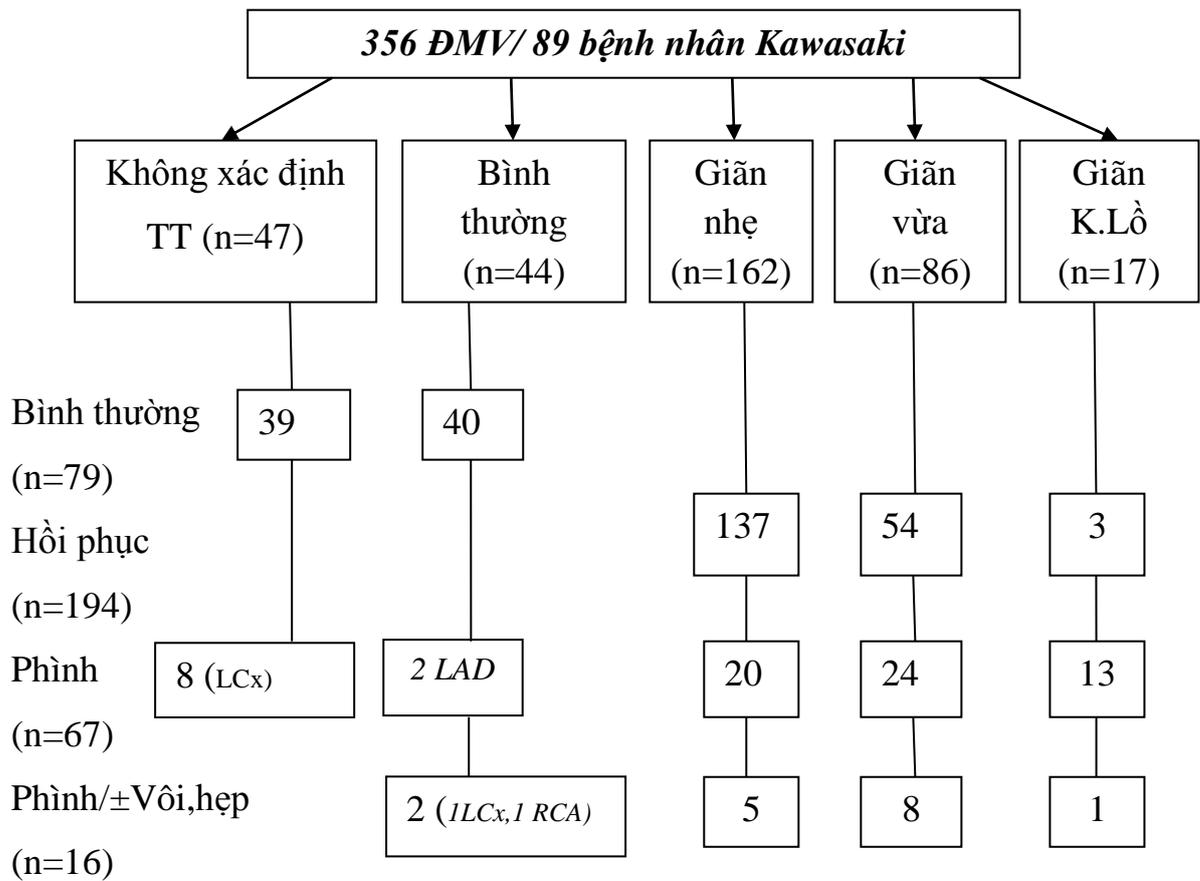 356 ĐMV/ 89 bệnh nhân Kawasaki
Không xác định
TT (n=47)
Bình
thường
(n=44)
Giãn
nhẹ
(n=162)
Giãn
vừa
(n=86)
Giãn
K.Lồ
(n=17)
Bình thường
(n=79)
39
40
Hồi phục
(n=194)
137
54
3
Phình
(n=67)
8 (LCx)
2 LAD
20
24
13
Phình/±Vôi,hẹp
(n=16)
2 (1LCx,1 RCA)
5
8
1